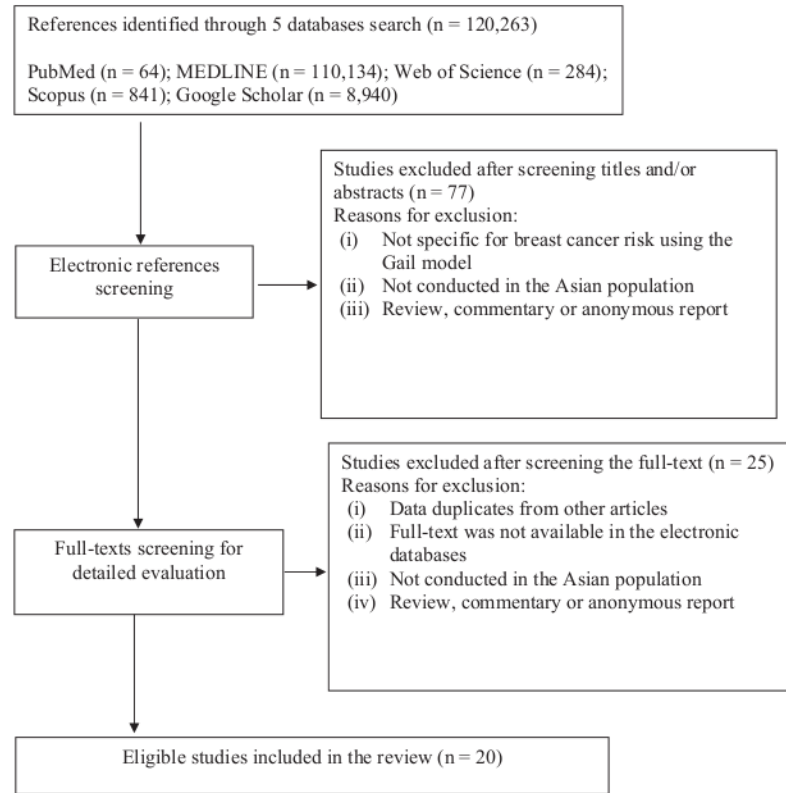 References identified through 5 databases search (n = 120,263)
PubMed (n = 64); MEDLINE (n = 110,134); Web of Science (n = 284);
Scopus (n = 841); Google Scholar (n = 8,940)
Studies excluded after screening titles and/or
abstracts (n = 77)
Reasons for exclusion:
(i) Not specific for breast cancer risk using the
Gail model
(ii) Not conducted in the Asian population
(iii) Review, commentary or anonymous report
Electronic references
screening
Studies excluded after screening the full-text (n = 25)
Reasons for exclusion:
(i) Data duplicates from other articles
(ii) Full-text was not available in the electronic
databases
(iii) Not conducted in the Asian population
(iv) Review, commentary or anonymous report
Full-texts screening for
detailed evaluation
Eligible studies included in the review (n = 20)